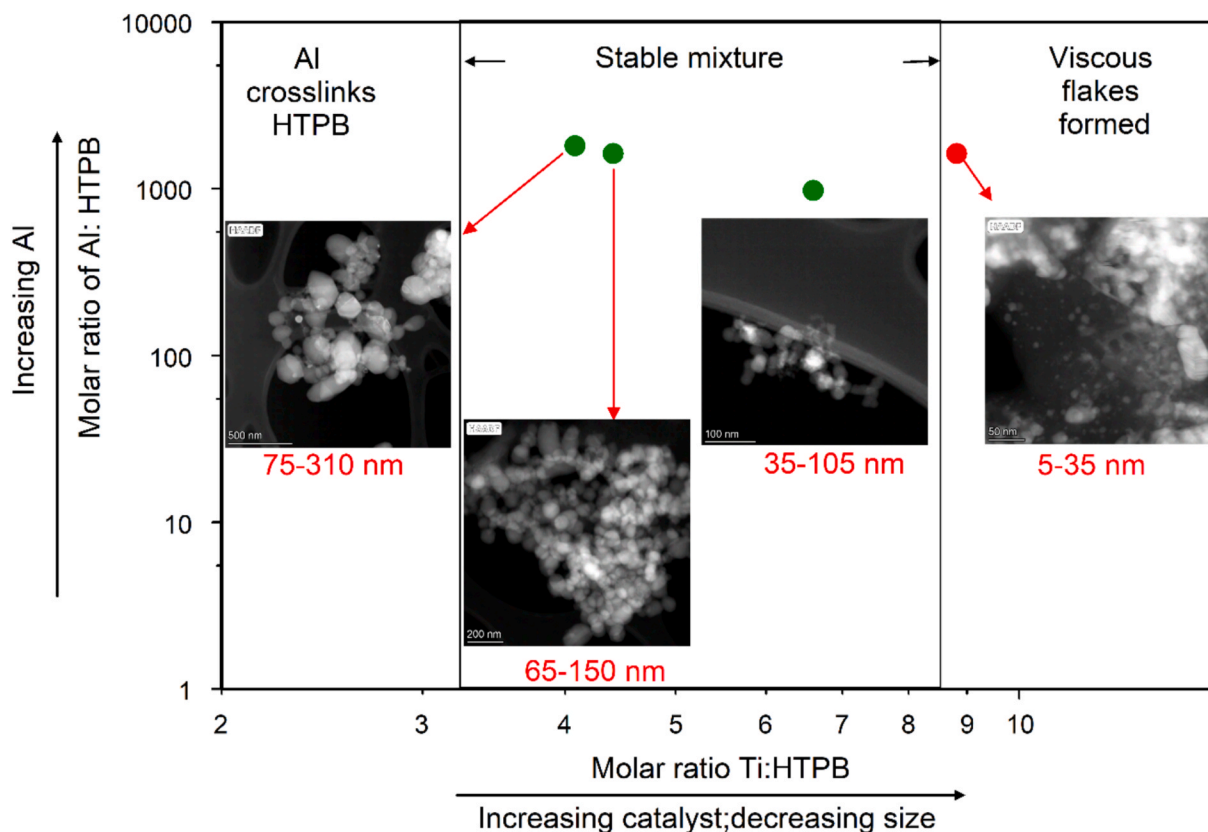 10000
1000
100
10
1
Increasing Al
Molar ratio of Al: HTPB
Al
crosslinks
HTPB
Stable mixture
Viscous
flakes
formed
HAADF
500 nm
75-310 nm
HAADF
200 nm
65-150 nm
100 nm
35-105 nm
HAADF
50 nm
5-35 nm
2 3 4 5 6 7 8 9 10
Molar ratio Ti:HTPB
Increasing catalyst;decreasing size